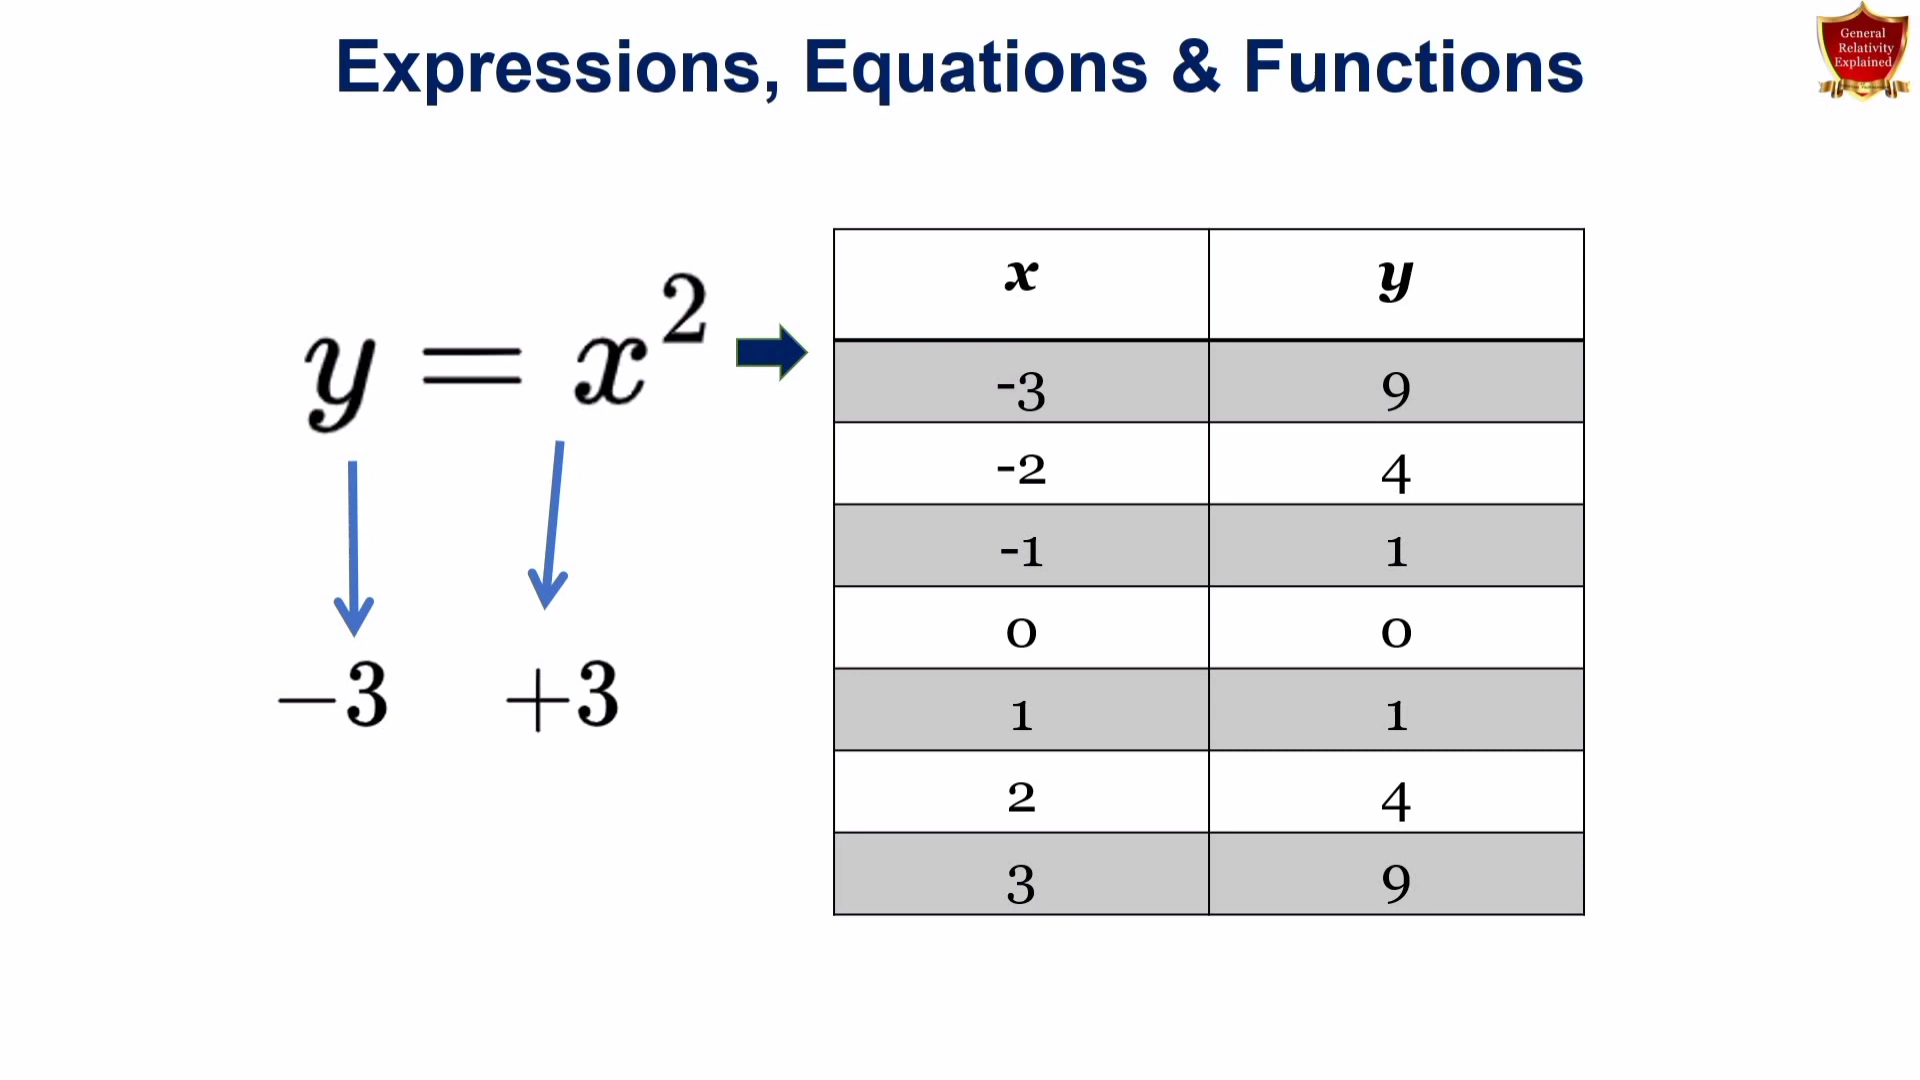 Expressions, Equations & Functions
General
Relativity
Explained
y = x²
−3 +3
x y
-3 9
-2 4
-1 1
0 0
1 1
2 4
3 9